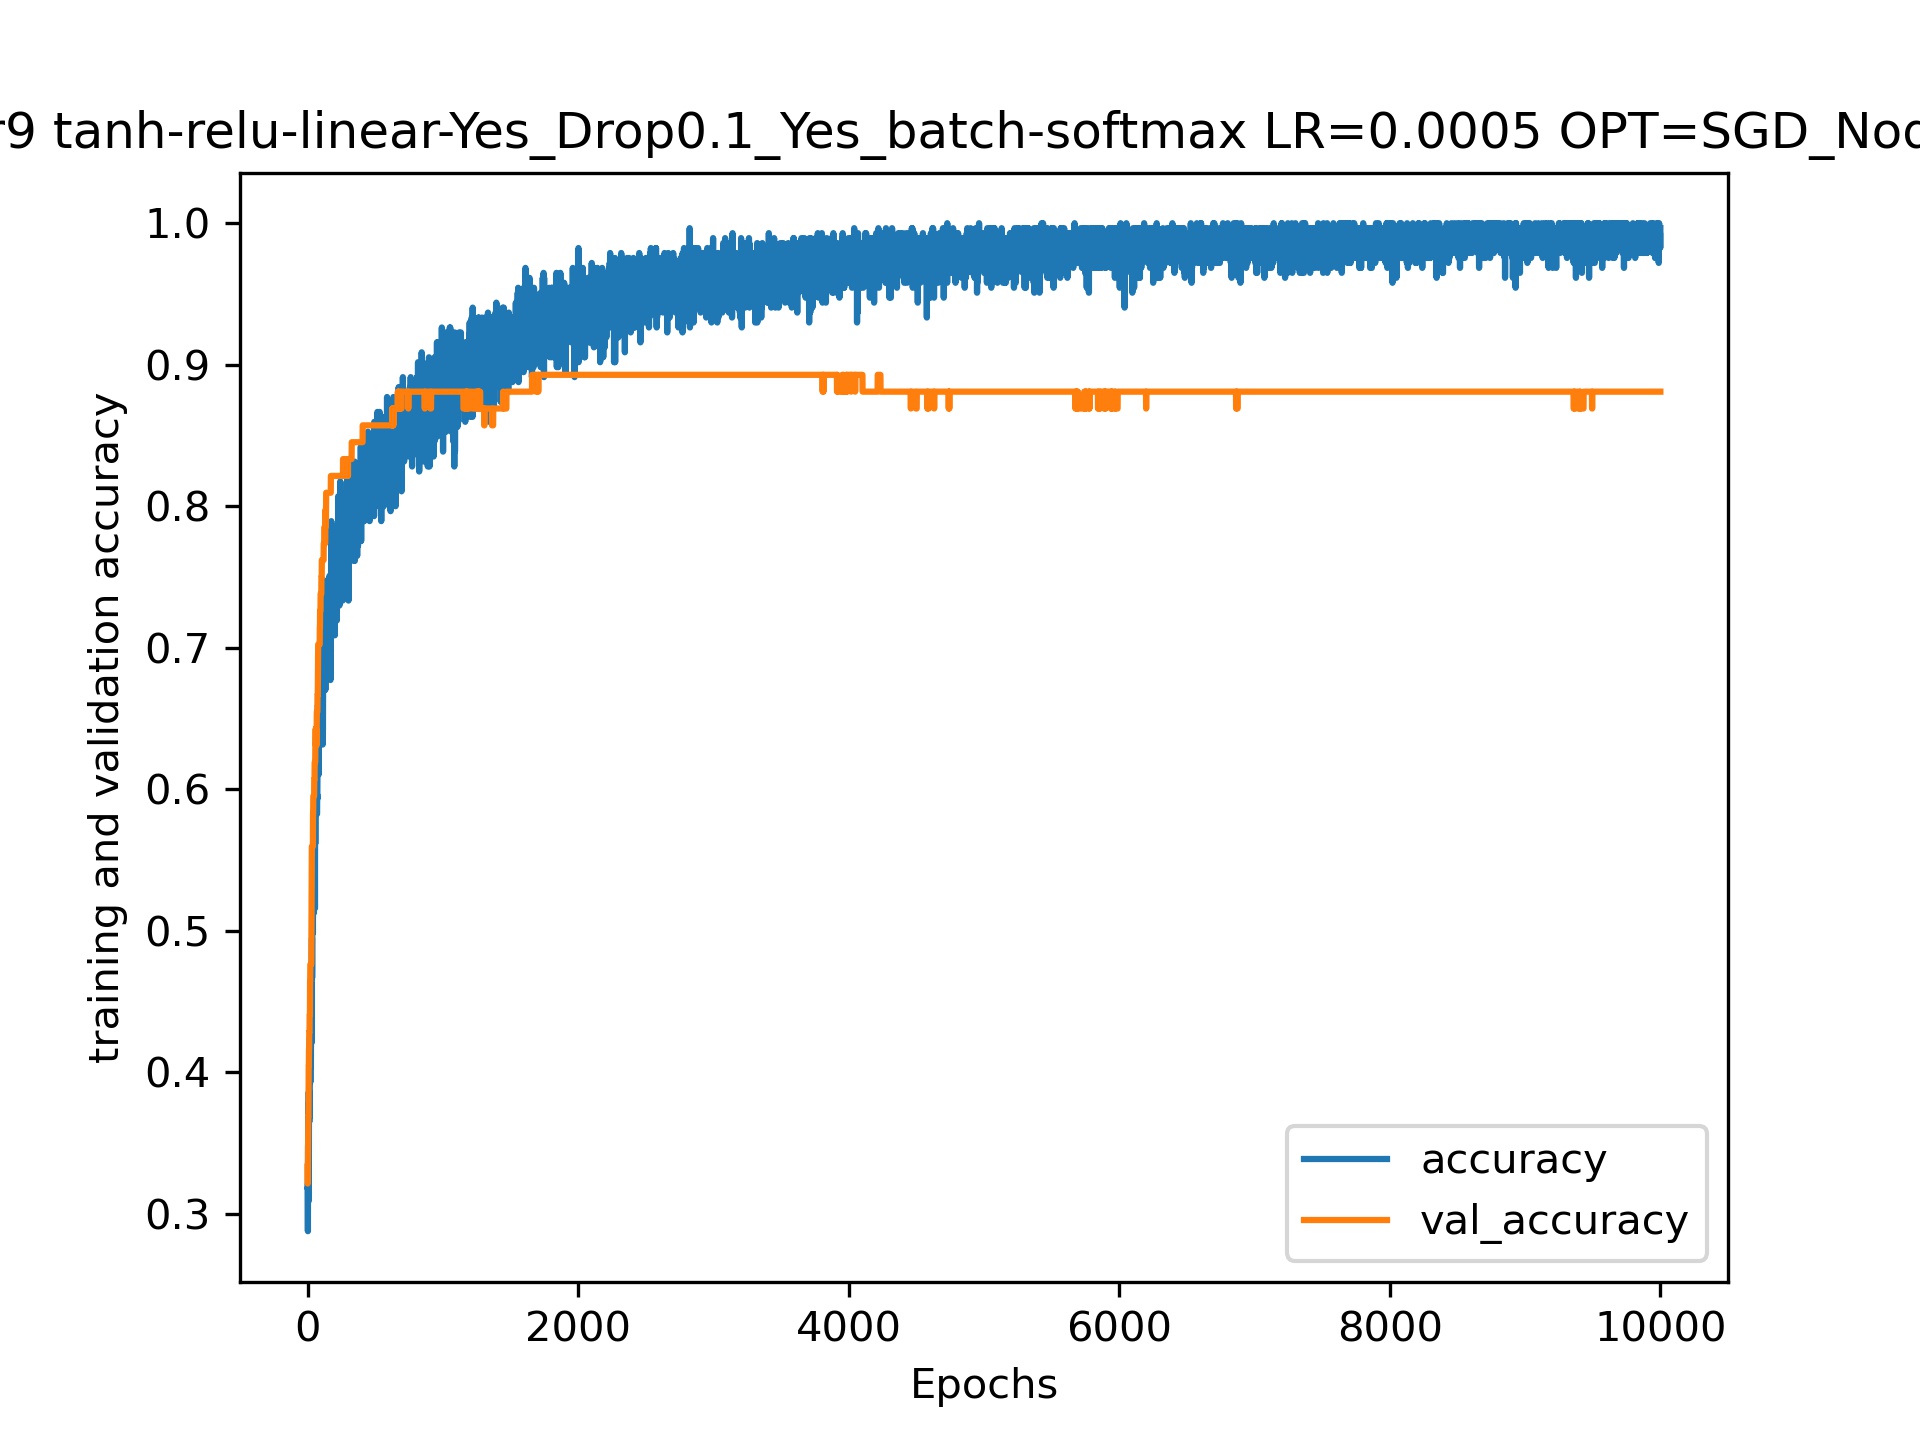 r9 tanh-relu-linear-Yes_Drop0.1_Yes_batch-softmax LR=0.0005 OPT=SGD_Noc
training and validation accuracy
1.0
0.9
0.8
0.7
0.6
0.5
0.4
0.3
accuracy
val_accuracy
0 2000 4000 6000 8000 10000
Epochs